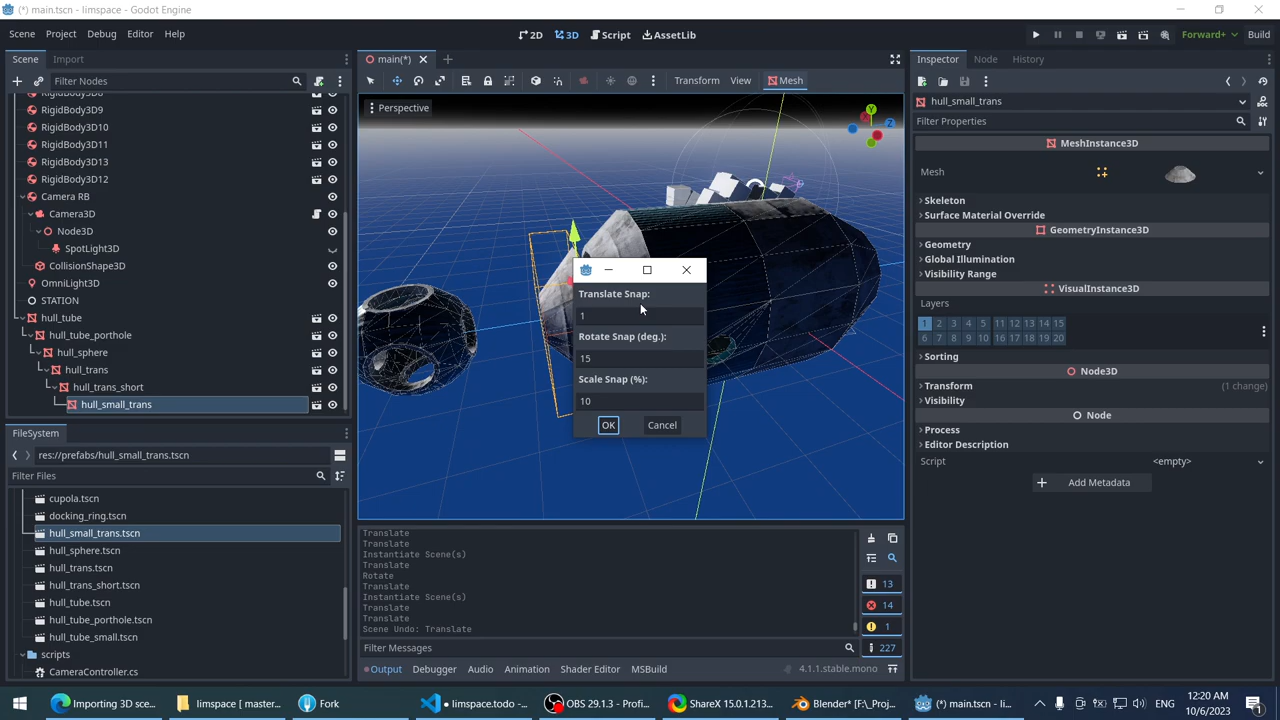 (*) main.tscn - limspace - Godot Engine
Scene Project Debug Editor Help
2D 3D Script AssetLib
Forward+ Build
Scene Import
main(*)
Inspector Node History
Filter Nodes
Transform View Mesh
hull_small_trans
Filter Properties
Perspective
RigidBody3D8
RigidBody3D9
RigidBody3D10
RigidBody3D11
RigidBody3D13
RigidBody3D12
Camera RB
Camera3D
Node3D
SpotLight3D
CollisionShape3D
OmniLight3D
STATION
hull_tube
hull_tube_porthole
hull_sphere
hull_trans
hull_trans_short
hull_small_trans
Y
Z
Translate Snap:
1
Rotate Snap (deg.):
15
Scale Snap (%):
10
OK Cancel
MeshInstance3D
Mesh
Skeleton
Surface Material Override
GeometryInstance3D
Geometry
Global Illumination
Visibility Range
VisualInstance3D
Layers
1 2 3 4 5 11 12 13 14 15
6 7 8 9 10 16 17 18 19 20
Sorting
Node3D
Transform (1 change)
Visibility
Node
Process
Editor Description
Script <empty>
Add Metadata
FileSystem
res://prefabs/hull_small_trans.tscn
Filter Files
cupola.tscn
docking_ring.tscn
hull_small_trans.tscn
hull_sphere.tscn
hull_trans.tscn
hull_trans_short.tscn
hull_tube.tscn
hull_tube_porthole.tscn
hull_tube_small.tscn
scripts
CameraController.cs
Translate
Translate
Instantiate Scene(s)
Translate
Rotate
Translate
Instantiate Scene(s)
Translate
Translate
Scene Undo: Translate
13
14
1
227
Filter Messages
Output Debugger Audio Animation Shader Editor MSBuild
4.1.1.stable.mono
Importing 3D sce...
limspace [ master...
Fork
● limspace.todo - ...
OBS 29.1.3 - Profi...
ShareX 15.0.1.213...
Blender* [F:\_Proj...
(*) main.tscn - li...
12:20 AM
10/6/2023
1